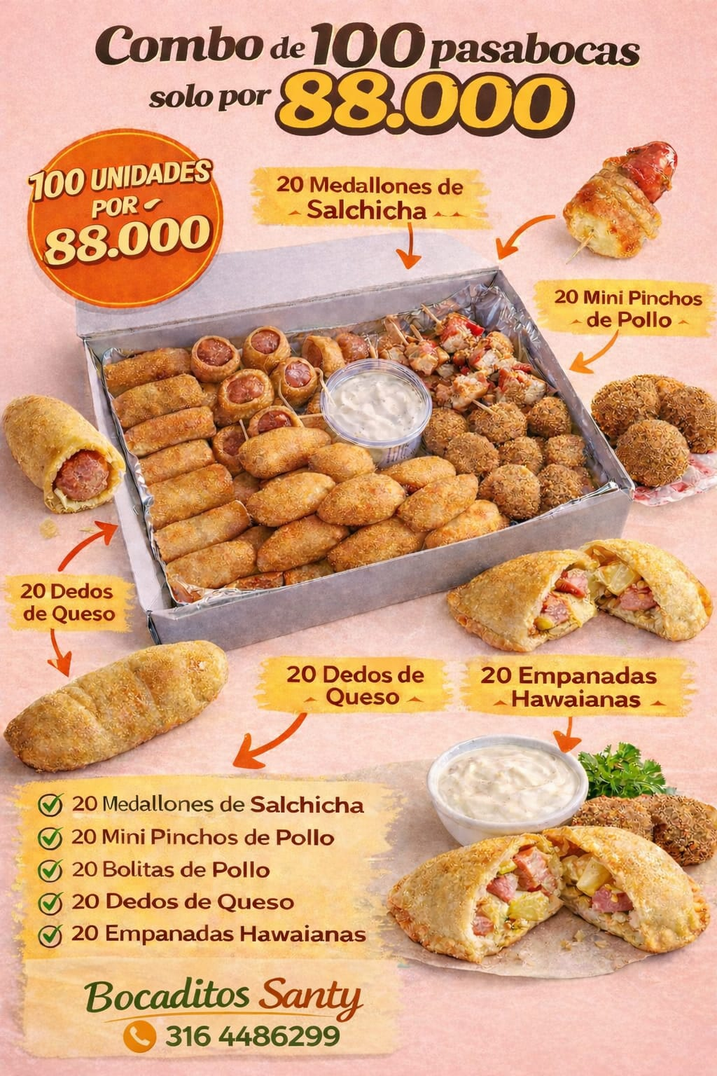 Combo de 100 pasabocas
solo por 88.000
100 UNIDADES
POR
88.000
20 Medallones de
Salchicha
20 Mini Pinchos
de Pollo
20 Dedos
de Queso
20 Dedos de
Queso
20 Empanadas
Hawaianas
20 Medallones de Salchicha
20 Mini Pinchos de Pollo
20 Bolitas de Pollo
20 Dedos de Queso
20 Empanadas Hawaianas
Bocaditos Santy
316 4486299